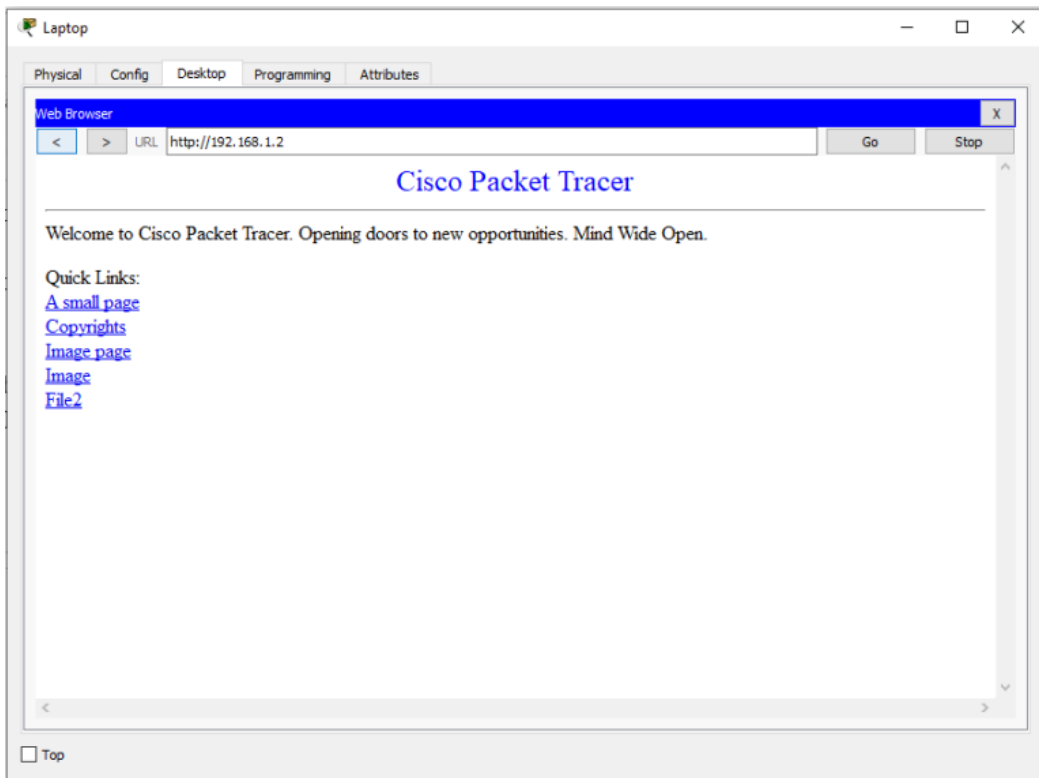 Laptop
Physical Config Desktop Programming Attributes
Web Browser X
< > URL http://192.168.1.2 Go Stop
Cisco Packet Tracer
Welcome to Cisco Packet Tracer. Opening doors to new opportunities. Mind Wide Open.
Quick Links:
A small page
Copyrights
Image page
Image
File2
Top